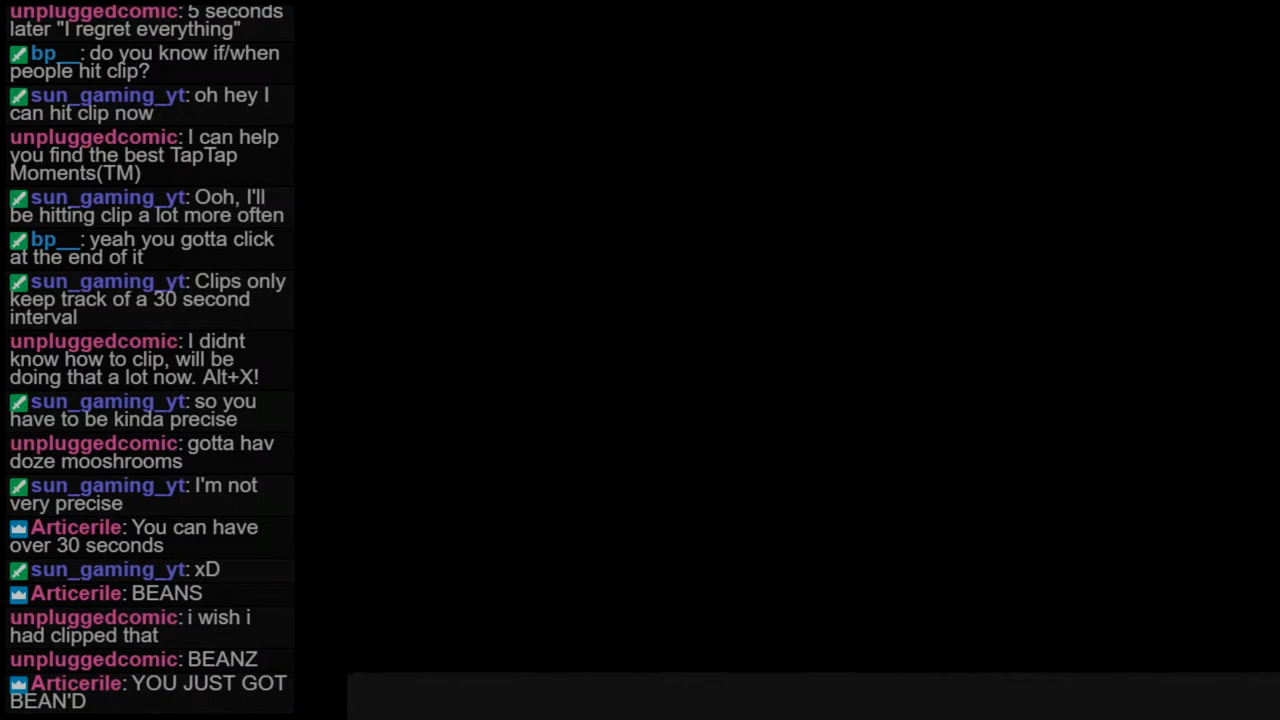 unpluggedcomic: 5 seconds
later "I regret everything"
bp__: do you know if/when
people hit clip?
sun_gaming_yt: oh hey I
can hit clip now
unpluggedcomic: I can help
you find the best TapTap
Moments(TM)
sun_gaming_yt: Ooh, I'll
be hitting clip a lot more often
bp__: yeah you gotta click
at the end of it
sun_gaming_yt: Clips only
keep track of a 30 second
interval
unpluggedcomic: I didnt
know how to clip, will be
doing that a lot now. Alt+X!
sun_gaming_yt: so you
have to be kinda precise
unpluggedcomic: gotta hav
doze mooshrooms
sun_gaming_yt: I'm not
very precise
Articerile: You can have
over 30 seconds
sun_gaming_yt: xD
Articerile: BEANS
unpluggedcomic: i wish i
had clipped that
unpluggedcomic: BEANZ
Articerile: YOU JUST GOT
BEAN'D